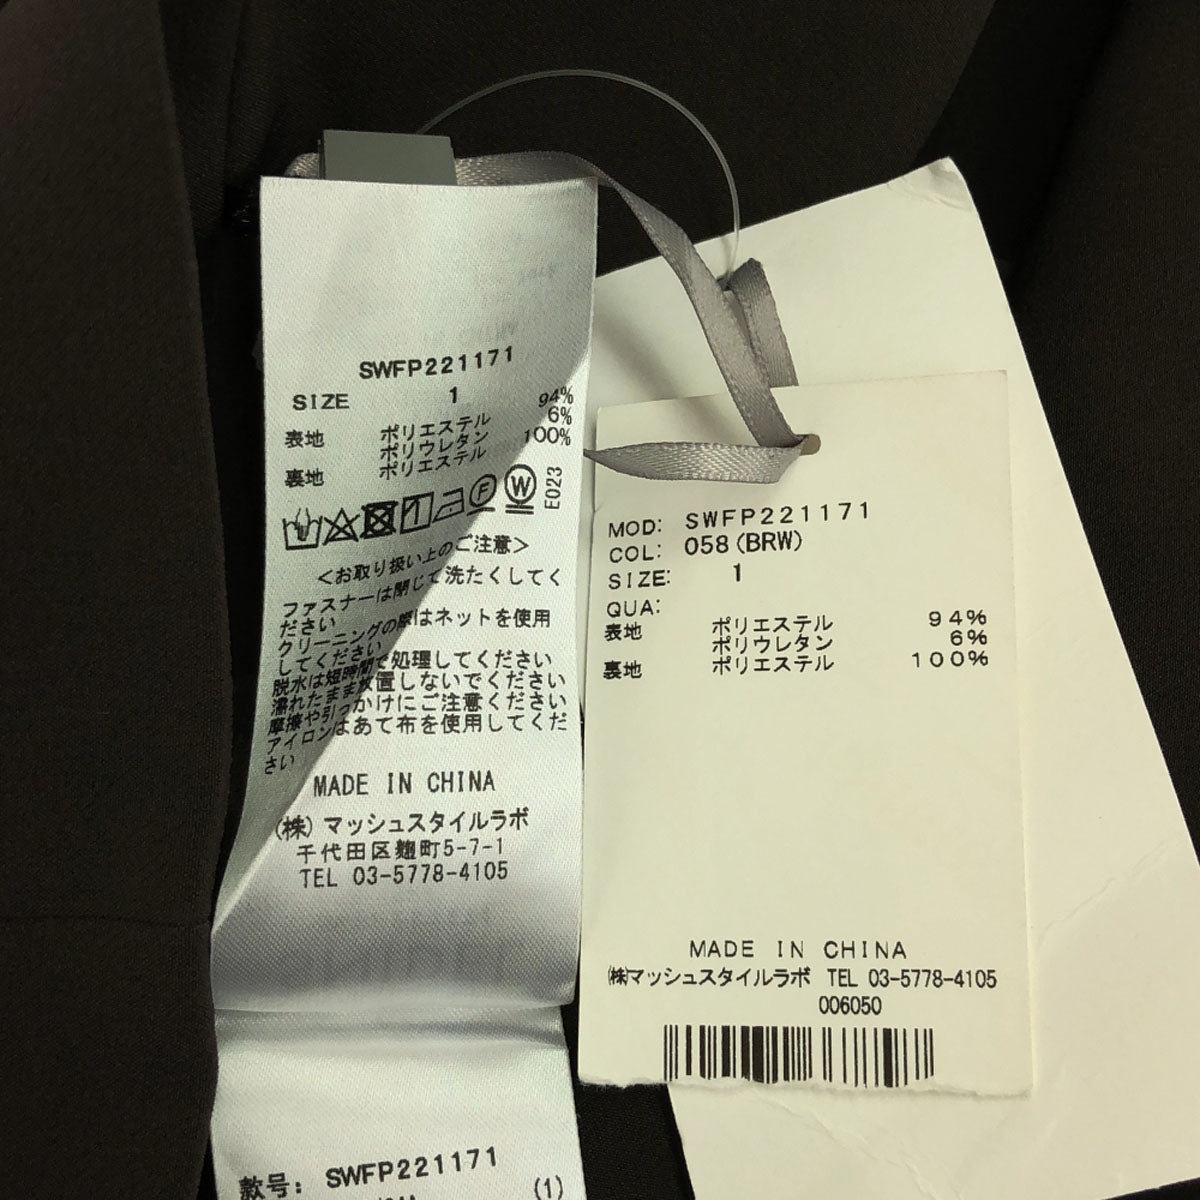 SWFP221171
SIZE 1
表地 ポリエステル 94%
ポリウレタン 6%
裏地 ポリエステル 100%
F W E023
<お取り扱い上のご注意>
ファスナーは閉じて洗たくしてく
ださい
クリーニングの際はネットを使用
してください
脱水は短時間で処理してください
濡れたまま放置しないでください
摩擦や引っかけにご注意ください
アイロンはあて布を使用してくだ
さい
MADE IN CHINA
(株)マッシュスタイルラボ
千代田区麹町5-7-1
TEL 03-5778-4105
款号: SWFP221171
(1)
MOD: SWFP221171
COL: 058(BRW)
SIZE: 1
QUA:
表地 ポリエステル 94%
ポリウレタン 6%
裏地 ポリエステル 100%
MADE IN CHINA
(株)マッシュスタイルラボ TEL 03-5778-4105
006050